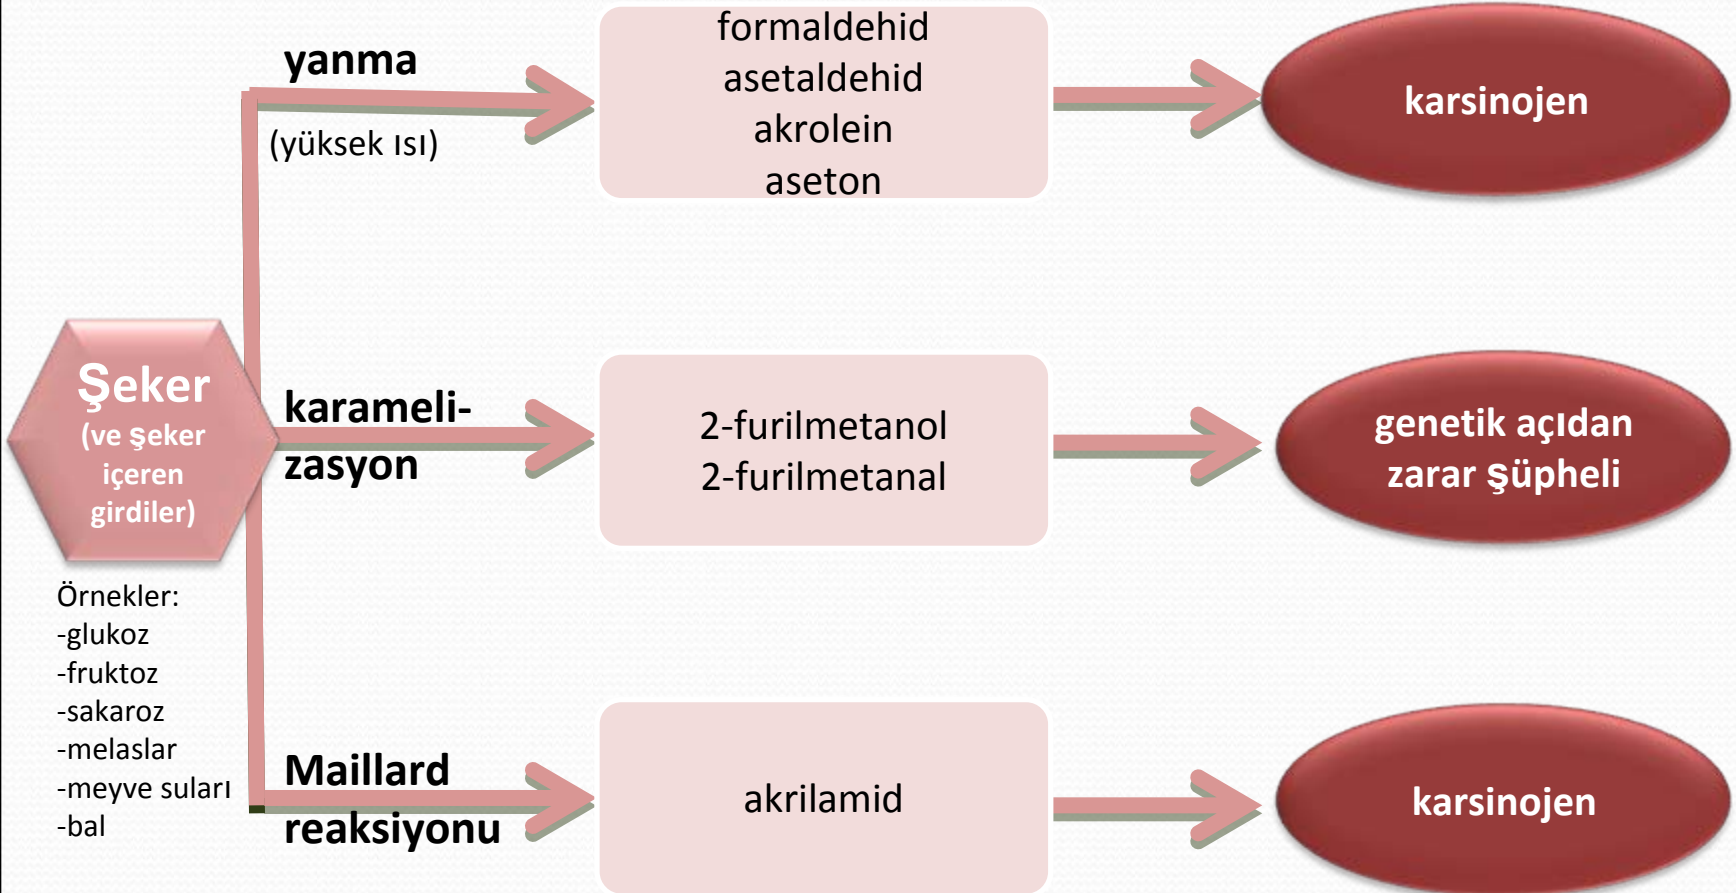 yanma
(yüksek ısı)
formaldehid
asetaldehid
akrolein
aseton
karsinojen
Şeker
(ve şeker
içeren
girdiler)
karameli-
zasyon
2-furilmetanol
2-furilmetanal
genetik açıdan
zarar şüpheli
Örnekler:
-glukoz
-fruktoz
-sakaroz
-melaslar
-meyve suları
-bal
Maillard
reaksiyonu
akrilamid
karsinojen